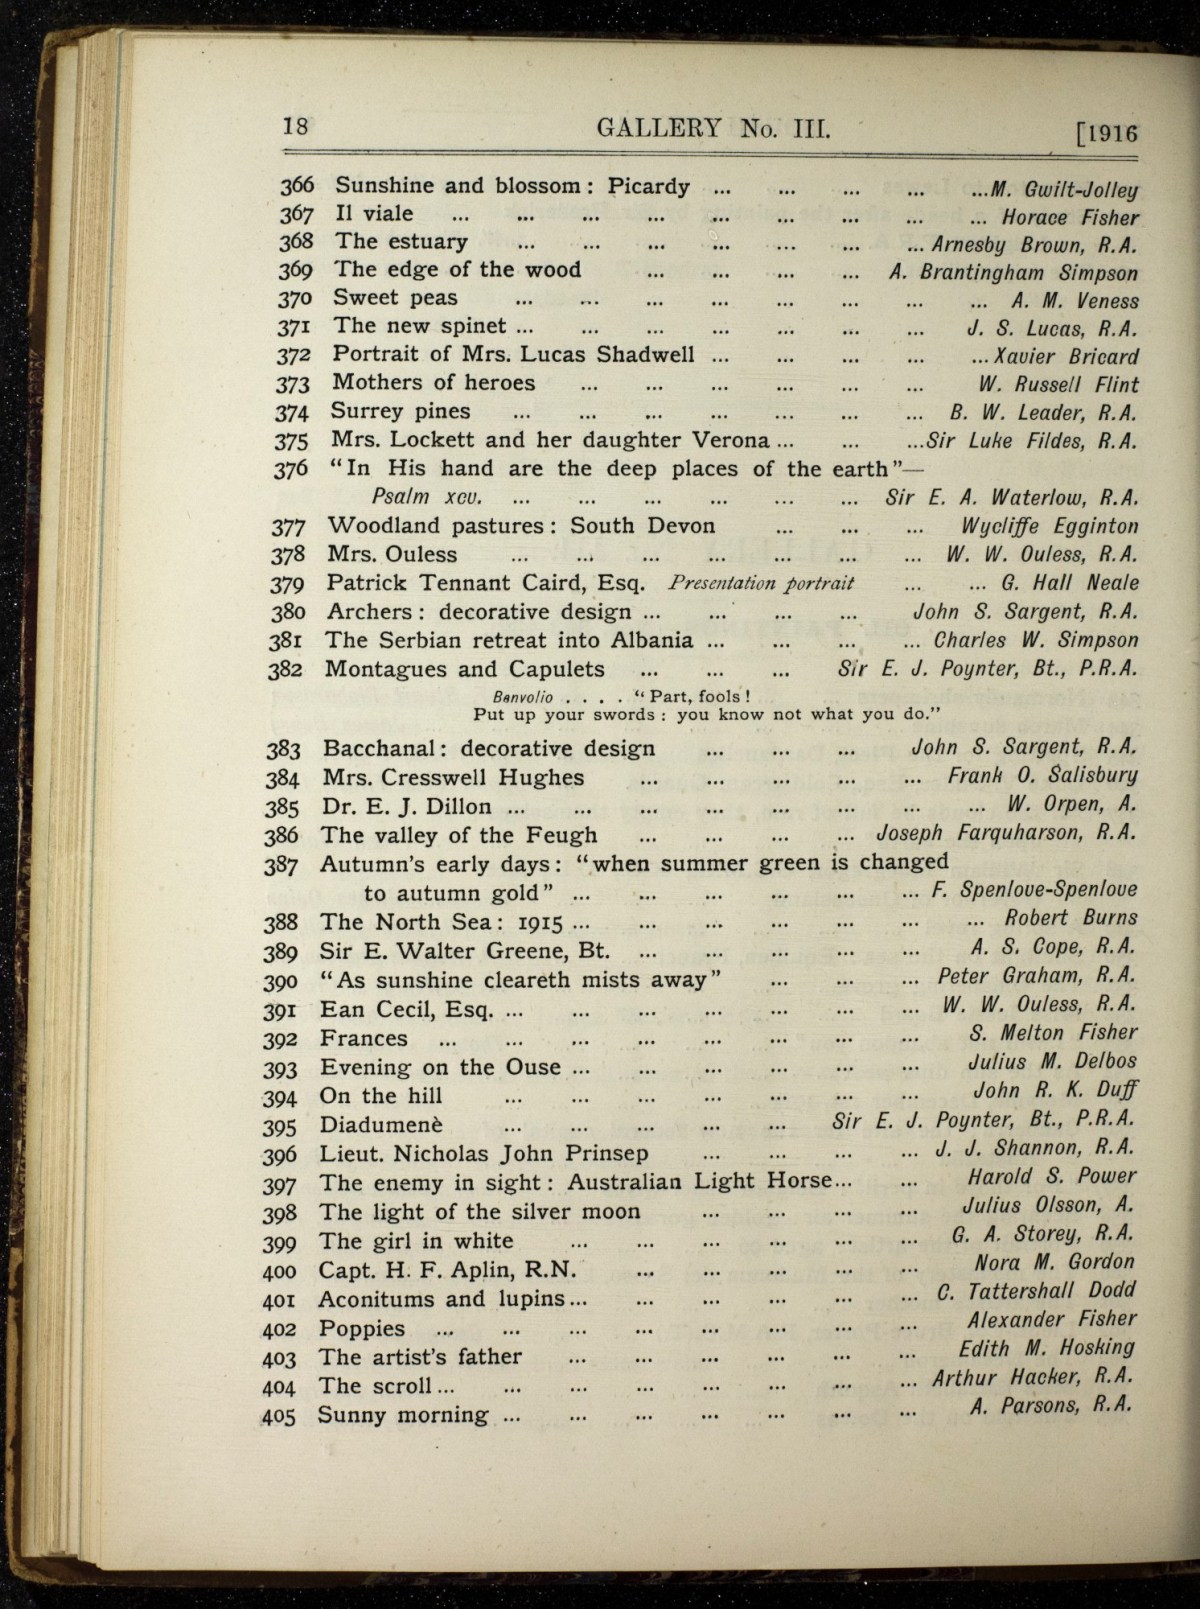 18 GALLERY No. III. [1916
366 Sunshine and blossom : Picardy ... ... ... ... ...M. Gwilt-Jolley
367 Il viale ... ... ... ... ... ... ... ... ... Horace Fisher
368 The estuary ... ... ... ... ... ... ... Arnesby Brown, R.A.
369 The edge of the wood ... ... ... ... A. Brantingham Simpson
370 Sweet peas ... ... ... ... ... ... ... ... A. M. Veness
371 The new spinet ... ... ... ... ... ... ... J. S. Lucas, R.A.
372 Portrait of Mrs. Lucas Shadwell ... ... ... ... ...Xavier Bricard
373 Mothers of heroes ... ... ... ... ... ... W. Russell Flint
374 Surrey pines ... ... ... ... ... ... ... B. W. Leader, R.A.
375 Mrs. Lockett and her daughter Verona ... ... ...Sir Luke Fildes, R.A.
376 “In His hand are the deep places of the earth”—
Psalm xcv. ... ... ... ... ... ... Sir E. A. Waterlow, R.A.
377 Woodland pastures : South Devon ... ... ... Wycliffe Egginton
378 Mrs. Ouless ... ... ... ... ... ... ... W. W. Ouless, R.A.
379 Patrick Tennant Caird, Esq. Presentation portrait ... ... G. Hall Neale
380 Archers : decorative design ... ... ... ... John S. Sargent, R.A.
381 The Serbian retreat into Albania ... ... ... ... Charles W. Simpson
382 Montagues and Capulets ... ... ... Sir E. J. Poynter, Bt., P.R.A.
Benvolio . . . . “ Part, fools !
Put up your swords : you know not what you do.”
383 Bacchanal : decorative design ... ... ... John S. Sargent, R.A.
384 Mrs. Cresswell Hughes ... ... ... ... ... Frank O. Salisbury
385 Dr. E. J. Dillon ... ... ... ... ... ... ... ... W. Orpen, A.
386 The valley of the Feugh ... ... ... ... Joseph Farquharson, R.A.
387 Autumn’s early days : “when summer green is changed
to autumn gold” ... ... ... ... ... ... F. Spenlove-Spenlove
388 The North Sea : 1915 ... ... ... ... ... ... ... Robert Burns
389 Sir E. Walter Greene, Bt. ... ... ... ... ... A. S. Cope, R.A.
390 “As sunshine cleareth mists away” ... ... ... Peter Graham, R.A.
391 Ean Cecil, Esq. ... ... ... ... ... ... ... W. W. Ouless, R.A.
392 Frances ... ... ... ... ... ... ... ... S. Melton Fisher
393 Evening on the Ouse ... ... ... ... ... ... Julius M. Delbos
394 On the hill ... ... ... ... ... ... ... John R. K. Duff
395 Diadumenè ... ... ... ... ... Sir E. J. Poynter, Bt., P.R.A.
396 Lieut. Nicholas John Prinsep ... ... ... ... J. J. Shannon, R.A.
397 The enemy in sight : Australian Light Horse... ... Harold S. Power
398 The light of the silver moon ... ... ... ... Julius Olsson, A.
399 The girl in white ... ... ... ... ... ... G. A. Storey, R.A.
400 Capt. H. F. Aplin, R.N. ... ... ... ... ... Nora M. Gordon
401 Aconitums and lupins ... ... ... ... ... ... C. Tattershall Dodd
402 Poppies ... ... ... ... ... ... ... ... Alexander Fisher
403 The artist’s father ... ... ... ... ... ... Edith M. Hosking
404 The scroll ... ... ... ... ... ... ... ... Arthur Hacker, R.A.
405 Sunny morning ... ... ... ... ... ... ... A. Parsons, R.A.